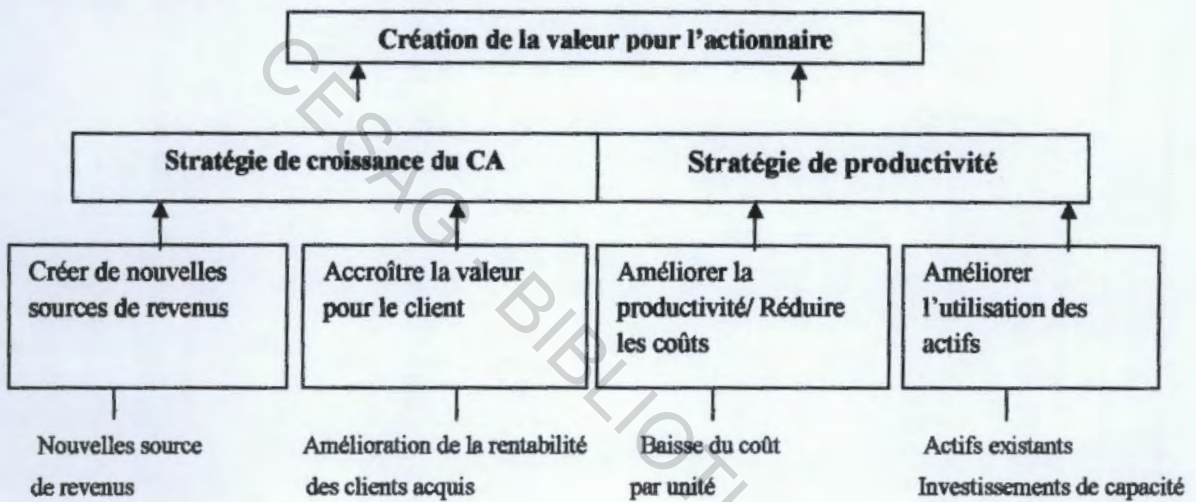 Création de la valeur pour l'actionnaire
Stratégie de croissance du CA
Stratégie de productivité
Créer de nouvelles
sources de revenus
Accroître la valeur
pour le client
Améliorer la
productivité/ Réduire
les coûts
Améliorer
l'utilisation des
actifs
Nouvelles source
de revenus
Amélioration de la rentabilité
des clients acquis
Baisse du coût
par unité
Actifs existants
Investissements de capacité
CESAG - BIBLIOT